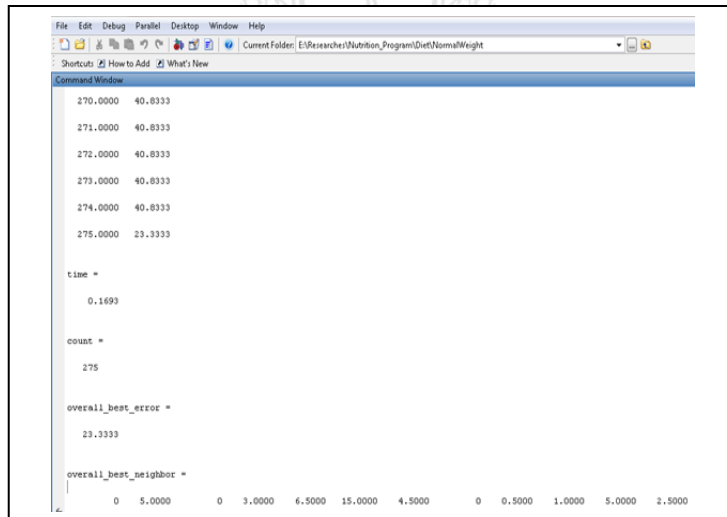 File Edit Debug Parallel Desktop Window Help
Current Folder: E:\Researches\Nutrition_Program\Diet\NormalWeight
Shortcuts How to Add What's New
Command Window
270.0000 40.8333
271.0000 40.8333
272.0000 40.8333
273.0000 40.8333
274.0000 40.8333
275.0000 23.3333
time =
0.1693
count =
275
overall_best_error =
23.3333
overall_best_neighbor =
0 5.0000 0 3.0000 6.5000 15.0000 4.5000 0 0.5000 1.0000 5.0000 2.5000